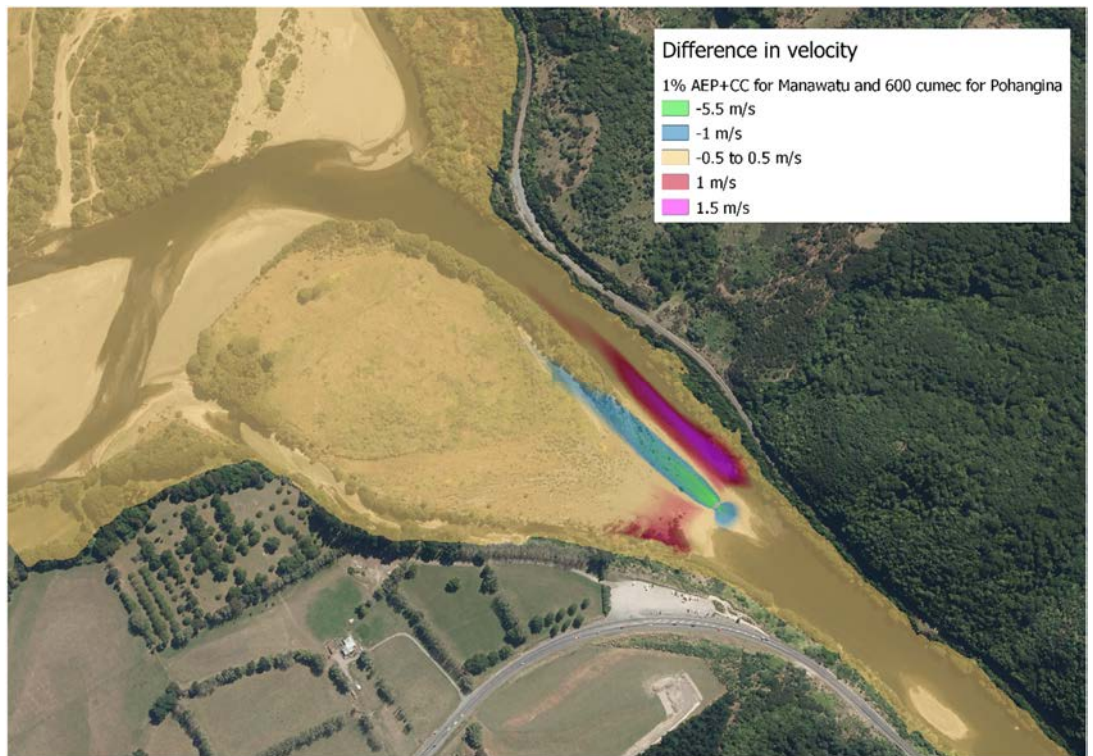 Difference in velocity
1% AEP+CC for Manawatu and 600 cumec for Pohangina
-5.5 m/s
-1 m/s
-0.5 to 0.5 m/s
1 m/s
1.5 m/s